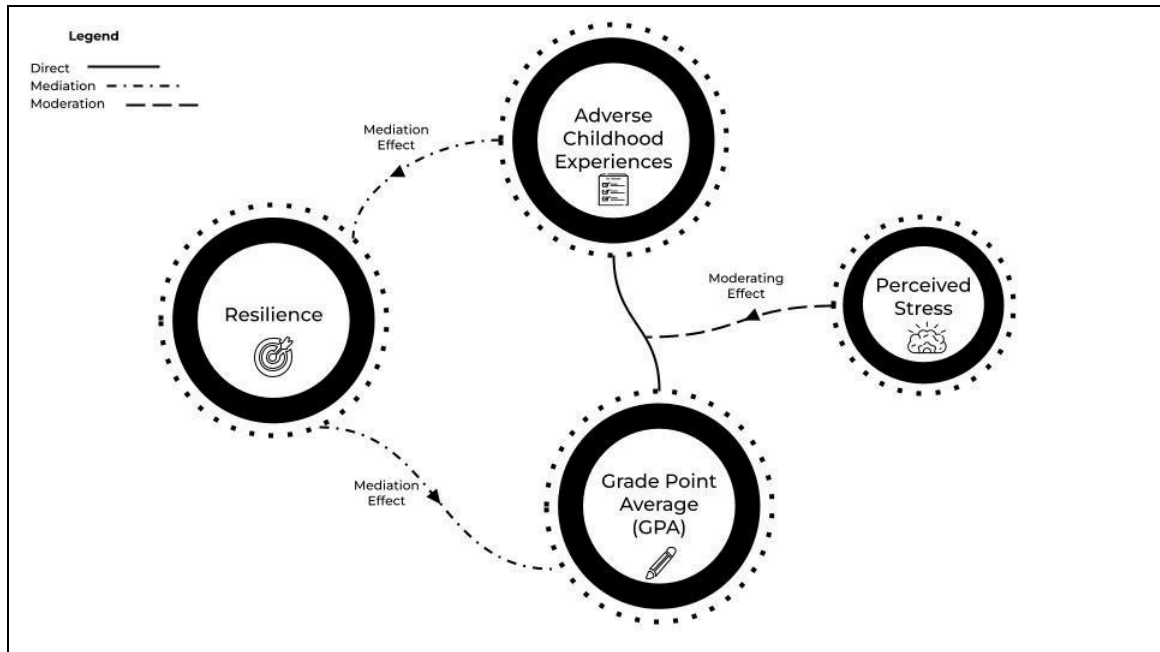 Legend
Direct
Mediation
Moderation
Mediation
Effect
Adverse
Childhood
Experiences
Resilience
Moderating
Effect
Perceived
Stress
Mediation
Effect
Grade Point
Average
(GPA)